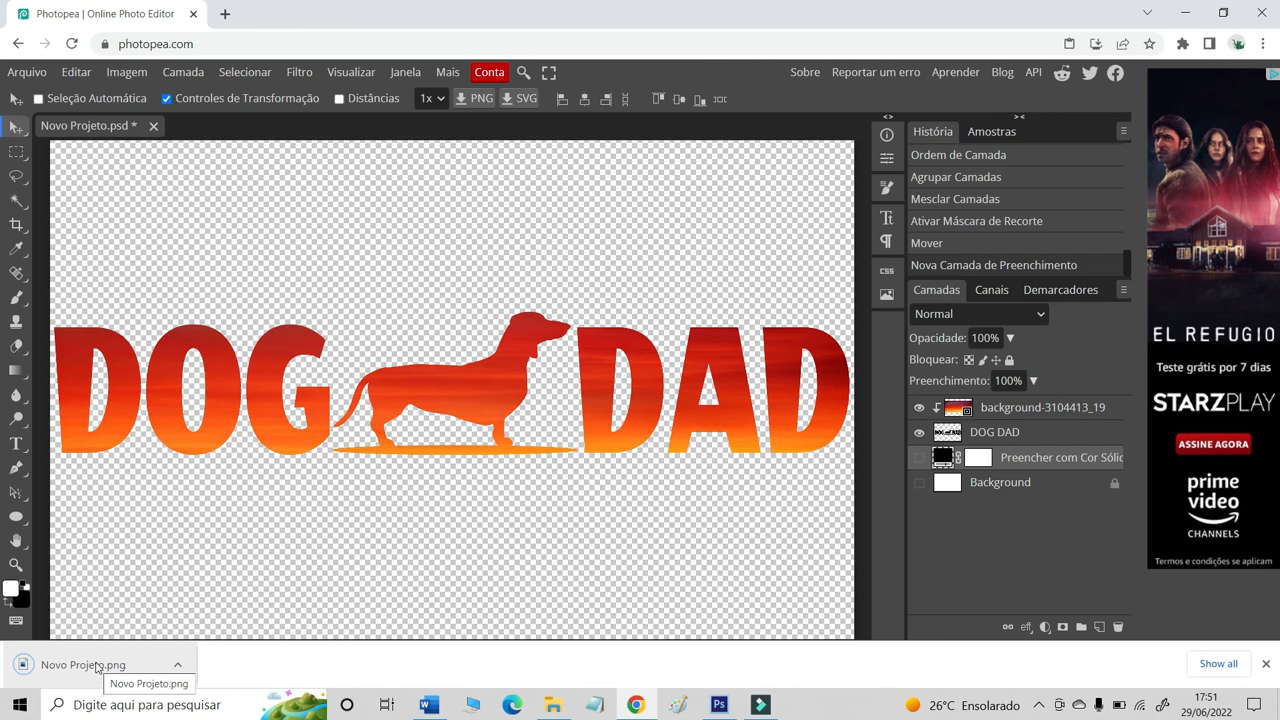 Photopea | Online Photo Editor
photopea.com
Arquivo Editar Imagem Camada Selecionar Filtro Visualizar Janela Mais Conta Sobre Reportar um erro Aprender Blog API
Seleção Automática Controles de Transformação Distâncias 1x PNG SVG
Novo Projeto.psd *
História Amostras
Ordem de Camada
Agrupar Camadas
Mesclar Camadas
Ativar Máscara de Recorte
Mover
Nova Camada de Preenchimento
Camadas Canais Demarcadores
Normal
Opacidade: 100%
Bloquear:
Preenchimento: 100%
background-3104413_19
DOG DAD
Preencher com Cor Sólic
Background
CSS
eff
DOG DAD
EL REFUGIO
Teste grátis por 7 dias
STARZPLAY
ASSINE AGORA
prime video
CHANNELS
Termos e condições se aplicam
Novo Projeto.png
Novo Projeto.png
Show all
Digite aqui para pesquisar
26°C Ensolarado
17:51
29/06/2022